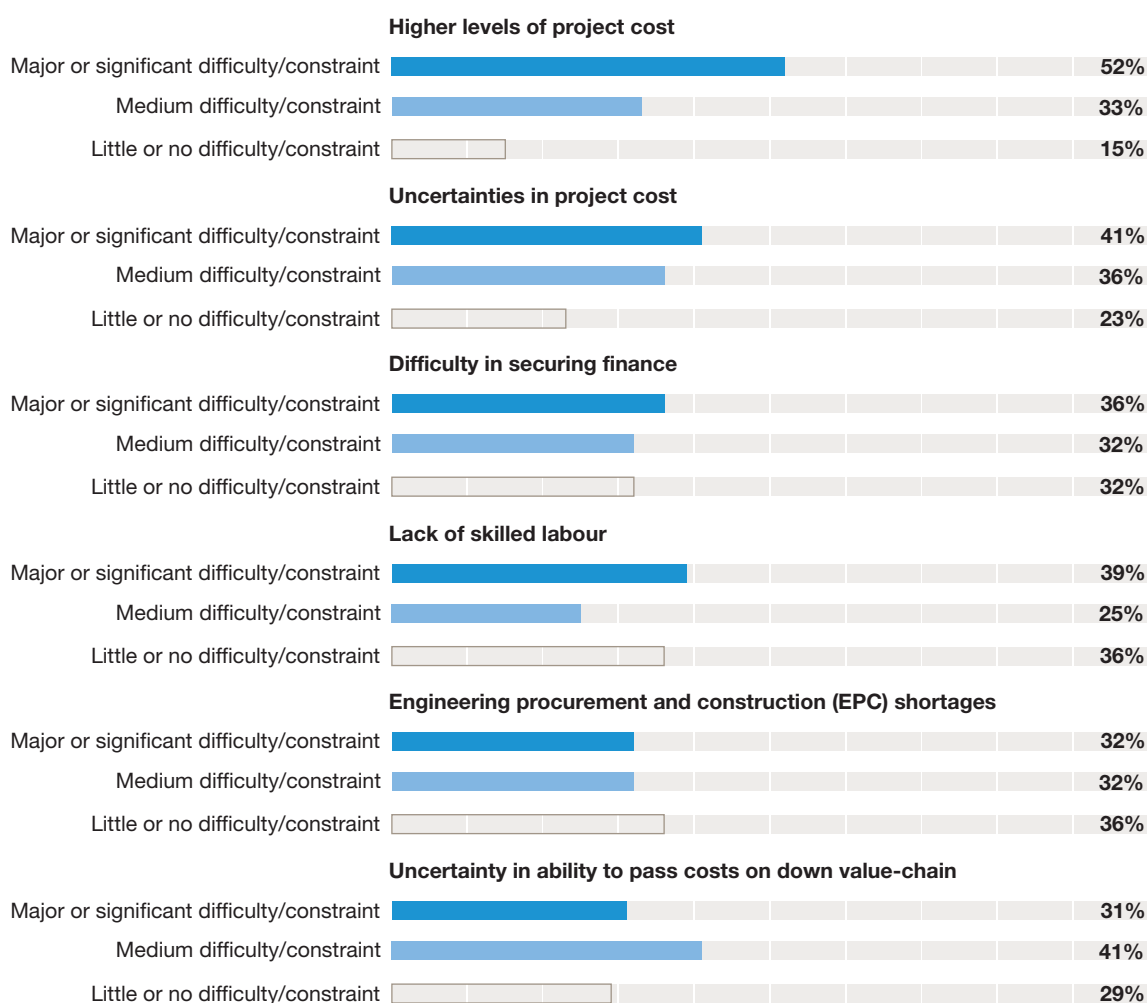 Higher levels of project cost
Major or significant difficulty/constraint 52%
Medium difficulty/constraint 33%
Little or no difficulty/constraint 15%
Uncertainties in project cost
Major or significant difficulty/constraint 41%
Medium difficulty/constraint 36%
Little or no difficulty/constraint 23%
Difficulty in securing finance
Major or significant difficulty/constraint 36%
Medium difficulty/constraint 32%
Little or no difficulty/constraint 32%
Lack of skilled labour
Major or significant difficulty/constraint 39%
Medium difficulty/constraint 25%
Little or no difficulty/constraint 36%
Engineering procurement and construction (EPC) shortages
Major or significant difficulty/constraint 32%
Medium difficulty/constraint 32%
Little or no difficulty/constraint 36%
Uncertainty in ability to pass costs on down value-chain
Major or significant difficulty/constraint 31%
Medium difficulty/constraint 41%
Little or no difficulty/constraint 29%